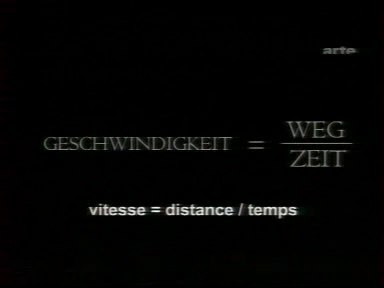 arte
GESCHWINDIGKEIT = WEG
ZEIT
vitesse = distance / temps